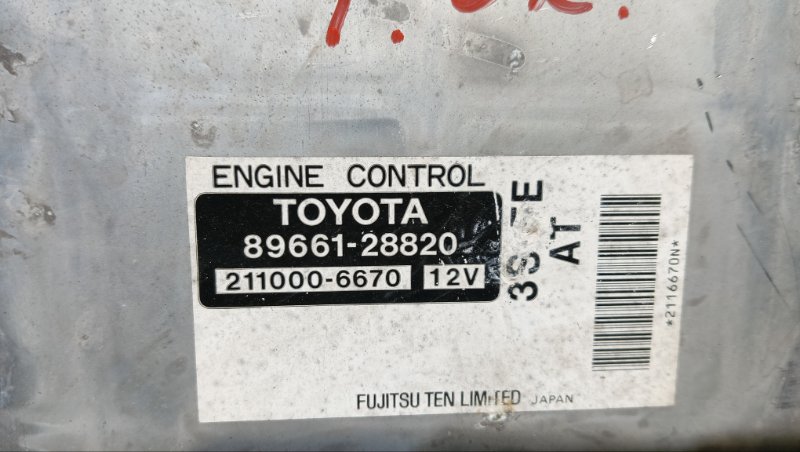 ENGINE CONTROL
TOYOTA
89661-28820
211000-6670 12V
AT
*2116670N*
FUJITSU TEN LIMITED JAPAN